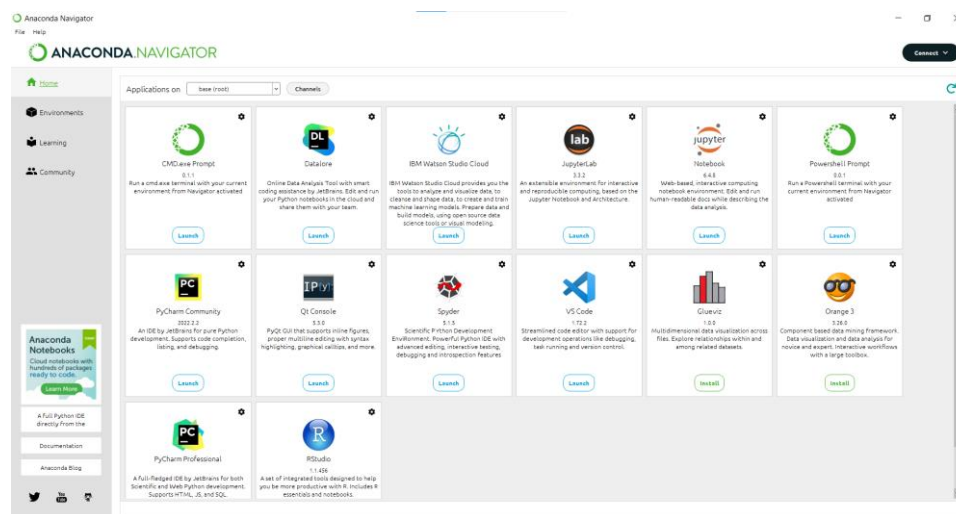 Anaconda Navigator
File Help
ANACONDA.NAVIGATOR
Connect
Home
Environments
Learning
Community
Applications on base (root) Channels
CMD.exe Prompt
0.1.1
Run a cmd.exe terminal with your current
environment from Navigator activated
Launch
DL
Datalore
Online Data Analysis Tool with smart
coding assistance by JetBrains. Edit and run
your Python notebooks in the cloud and
share them with your team.
Launch
IBM Watson Studio Cloud
IBM Watson Studio Cloud provides you the
tools to analyze and visualize data, to
cleanse and shape data, to create and train
machine learning models. Prepare data and
build models, using open source data
science tools or visual modeling.
Launch
lab
JupyterLab
3.3.2
An extensible environment for interactive
and reproducible computing, based on the
Jupyter Notebook and Architecture.
Launch
jupyter
Notebook
6.4.8
Web-based, interactive computing
notebook environment. Edit and run
human-readable docs while describing the
data analysis.
Launch
Powershell Prompt
0.0.1
Run a Powershell terminal with your
current environment from Navigator
activated
Launch
PC
PyCharm Community
2022.2.2
An IDE by JetBrains for pure Python
development. Supports code completion,
listing, and debugging.
Launch
IP[y]:
Qt Console
5.3.0
PyQt GUI that supports inline figures,
proper multiline editing with syntax
highlighting, graphical calltips, and more.
Launch
Spyder
5.1.5
Scientific PYthon Development
EnviRonment. Powerful Python IDE with
advanced editing, interactive testing,
debugging and introspection features
Launch
VS Code
1.72.2
Streamlined code editor with support for
development operations like debugging,
task running and version control.
Launch
Glueviz
1.0.0
Multidimensional data visualization across
files. Explore relationships within and
among related datasets.
Install
Orange 3
3.26.0
Component based data mining framework.
Data visualization and data analysis for
novice and expert. Interactive workflows
with a large toolbox.
Install
PC
PyCharm Professional
A full-fledged IDE by JetBrains for both
Scientific and Web Python development.
Supports HTML, JS, and SQL.
R
RStudio
1.1.456
A set of integrated tools designed to help
you be more productive with R. Includes R
essentials and notebooks.
Anaconda
Notebooks
Cloud notebooks with
hundreds of packages
ready to code.
Learn More
A Full Python IDE
directly from the
Documentation
Anaconda Blog
You
Tube